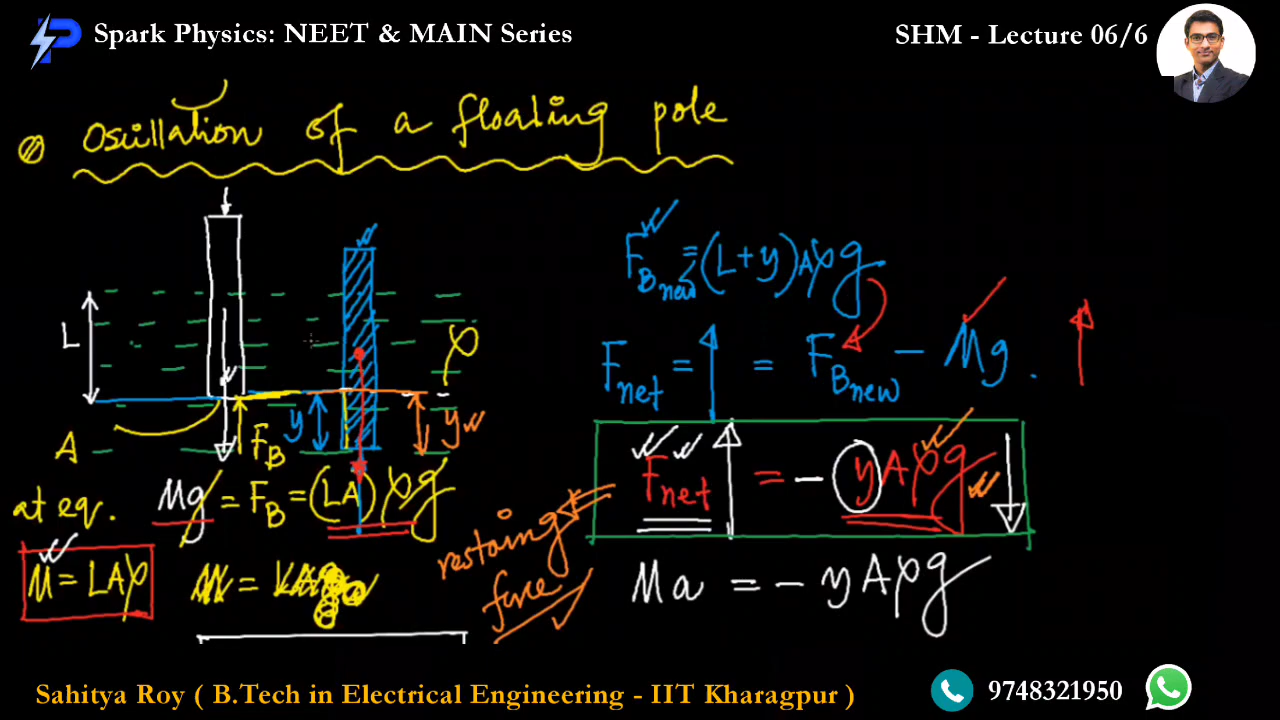 Spark Physics: NEET & MAIN Series
SHM - Lecture 06/6
Oscillation of a floating pole
L
ρ
A
F_B
y
y
at eq. Mg = F_B = (LA)ρg
M = LAρ
F_Bnew = (L+y)Aρg
F_net = ↑ = F_Bnew - Mg.
F_net ↑ = - yAρg ↓
restoing force
Ma = - yAρg
Sahitya Roy ( B.Tech in Electrical Engineering - IIT Kharagpur )
9748321950